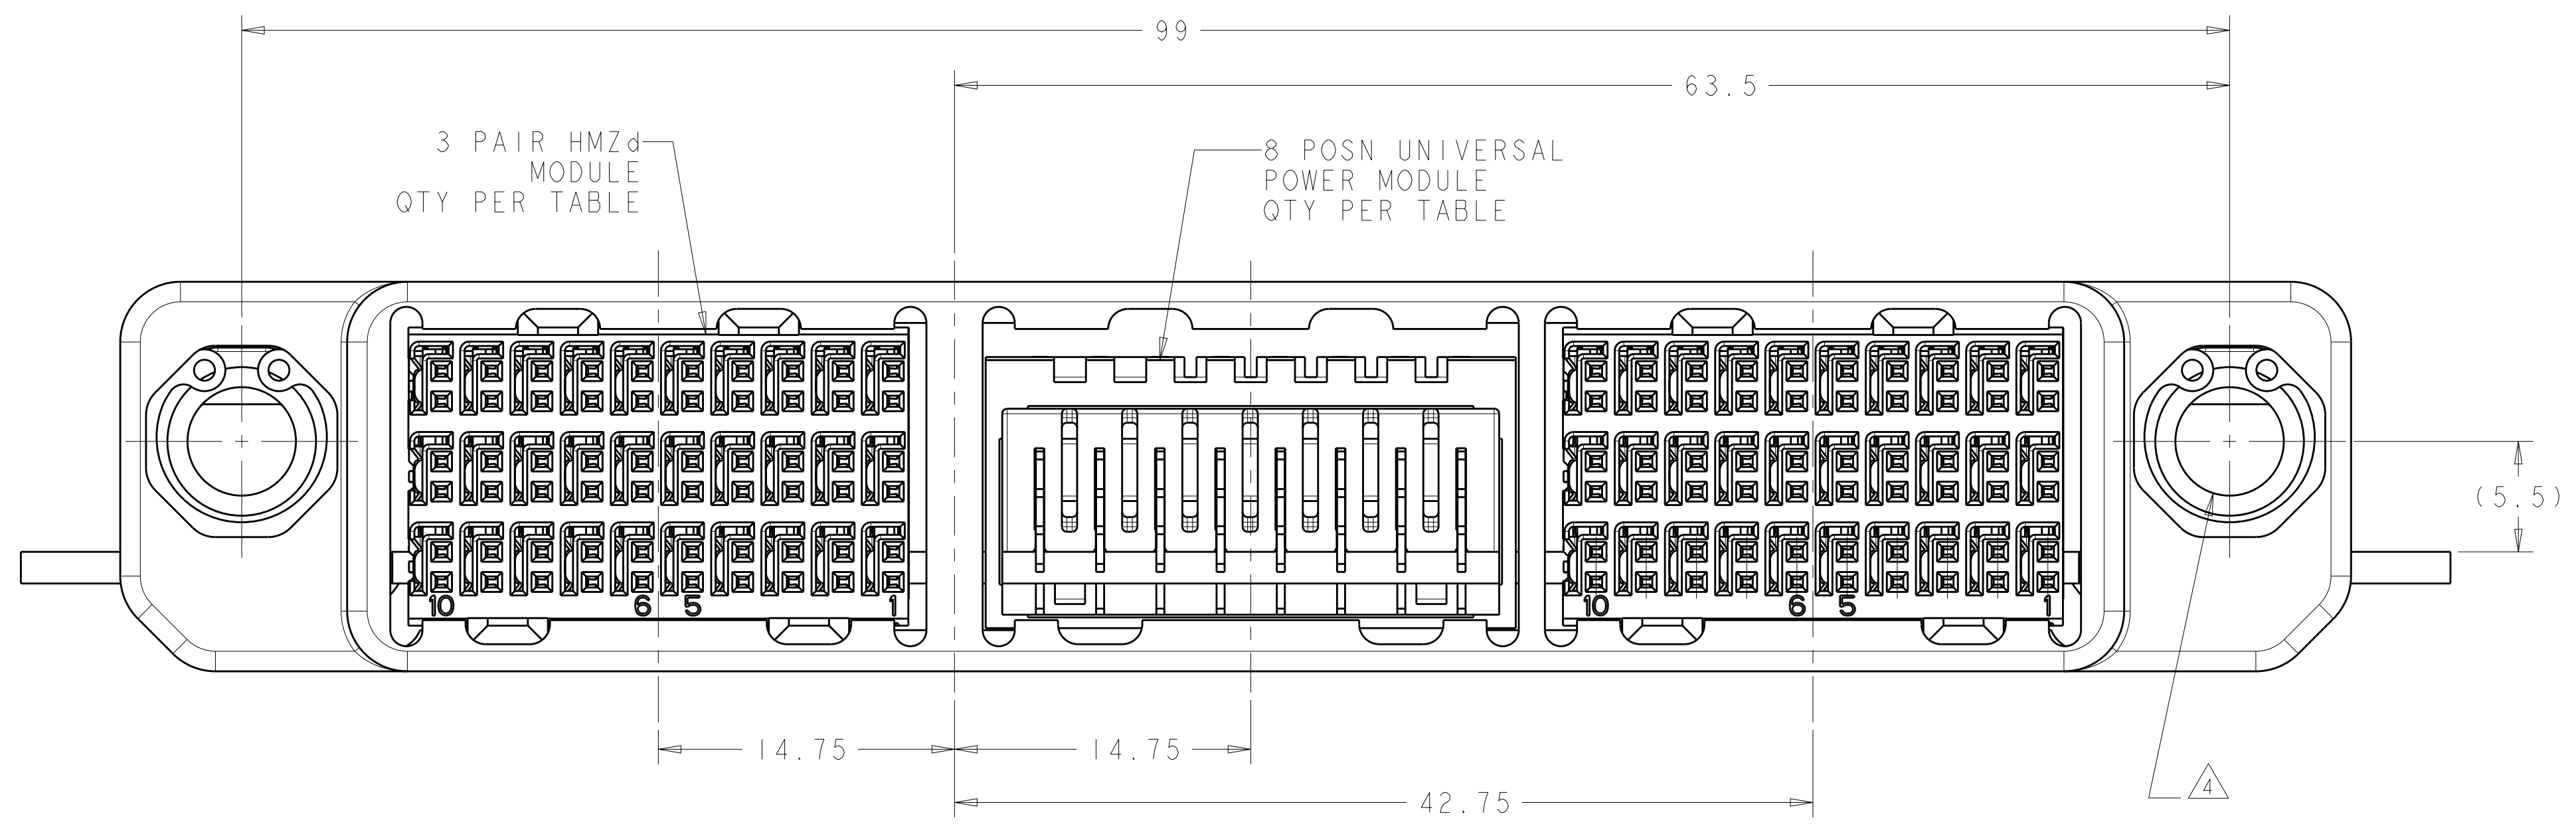 99
63.5
3 PAIR HMZd
MODULE
QTY PER TABLE
8 POSN UNIVERSAL
POWER MODULE
QTY PER TABLE
(5.5)
10 6 5 1
10 6 5 1
14.75
14.75
42.75
4